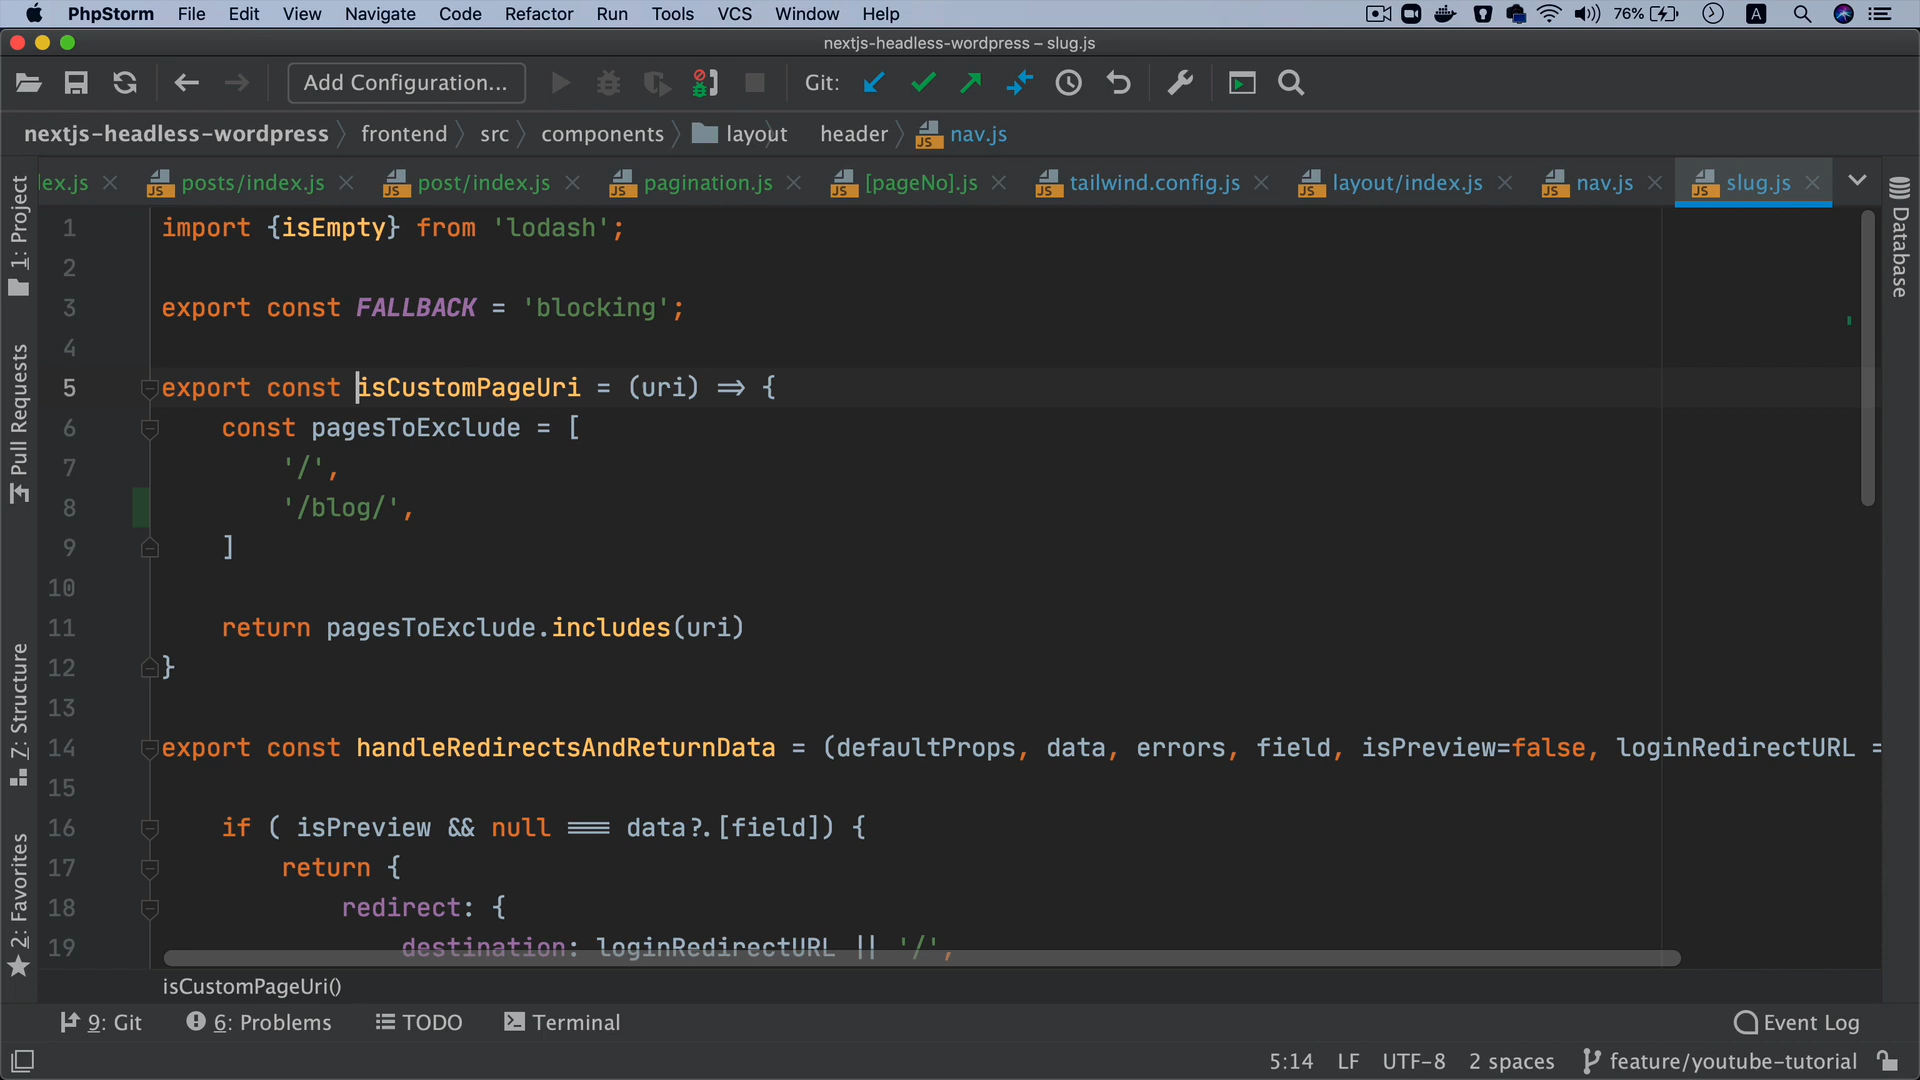 PhpStorm File Edit View Navigate Code Refactor Run Tools VCS Window Help 76% A
nextjs-headless-wordpress – slug.js
Add Configuration... Git:
nextjs-headless-wordpress frontend src components layout header nav.js
lex.js posts/index.js post/index.js pagination.js [pageNo].js tailwind.config.js layout/index.js nav.js slug.js
1: Project
Pull Requests
Z: Structure
2: Favorites
Database
1 import {isEmpty} from 'lodash';
2
3 export const FALLBACK = 'blocking';
4
5 export const isCustomPageUri = (uri) => {
6 const pagesToExclude = [
7 '/',
8 '/blog/',
9 ]
10
11 return pagesToExclude.includes(uri)
12 }
13
14 export const handleRedirectsAndReturnData = (defaultProps, data, errors, field, isPreview=false, loginRedirectURL =
15
16 if ( isPreview && null === data?.[field]) {
17 return {
18 redirect: {
19 destination: loginRedirectURL || '/',
isCustomPageUri()
9: Git 6: Problems TODO Terminal Event Log
5:14 LF UTF-8 2 spaces feature/youtube-tutorial